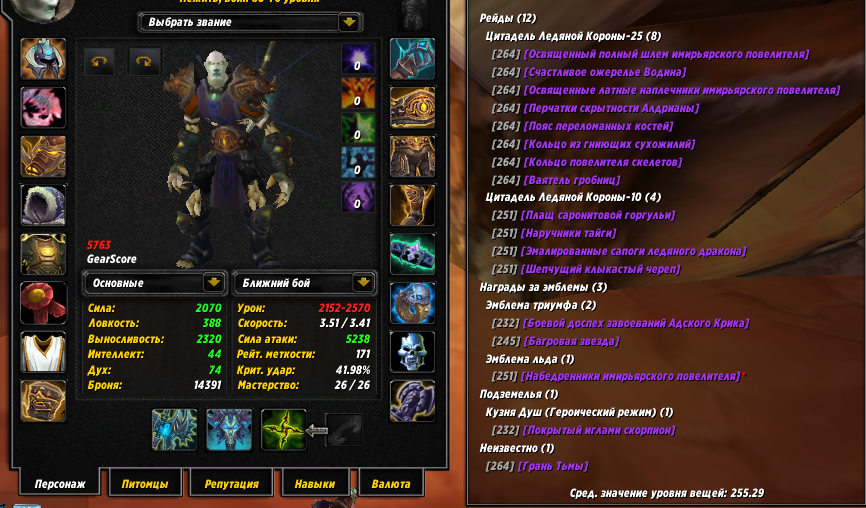 Нежить, воин 80-го уровня
Выбрать звание
0
0
0
0
0
5763
GearScore
Основные
Ближний бой
Сила: 2070
Ловкость: 388
Выносливость: 2320
Интеллект: 44
Дух: 74
Броня: 14391
Урон: 2152-2570
Скорость: 3.51 / 3.41
Сила атаки: 5238
Рейт. меткости: 171
Крит. удар: 41.98%
Мастерство: 26 / 26
Персонаж
Питомцы
Репутация
Навыки
Валюта
Рейды (12)
Цитадель Ледяной Короны-25 (8)
[264] [Освященный полный шлем имирьярского повелителя]
[264] [Счастливое ожерелье Водина]
[264] [Освященные латные наплечники имирьярского повелителя]
[264] [Перчатки скрытности Алдрианы]
[264] [Пояс переломанных костей]
[264] [Кольцо из гниющих сухожилий]
[264] [Кольцо повелителя скелетов]
[264] [Ваятель гробниц]
Цитадель Ледяной Короны-10 (4)
[251] [Плащ саронитовой горгульи]
[251] [Наручники тайги]
[251] [Эмалированные сапоги ледяного дракона]
[251] [Шепчущий клыкастый череп]
Награды за эмблемы (3)
Эмблема триумфа (2)
[232] [Боевой доспех завоеваний Адского Крика]
[245] [Багровая звезда]
Эмблема льда (1)
[251] [Набедренники имирьярского повелителя]*
Подземелья (1)
Кузня Душ (Героический режим) (1)
[232] [Покрытый иглами скорпион]
Неизвестно (1)
[264] [Грань Тьмы]
Сред. значение уровня вещей: 255.29